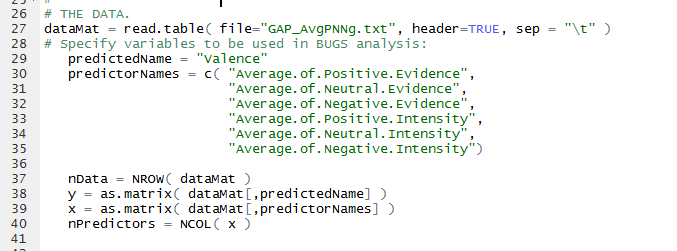 26 # THE DATA.
27 dataMat = read.table( file="GAP_AvgPNNg.txt", header=TRUE, sep = "\t" )
28 # Specify variables to be used in BUGS analysis:
29 predictedName = "Valence"
30 predictorNames = c( "Average.of.Positive.Evidence",
31 "Average.of.Neutral.Evidence",
32 "Average.of.Negative.Evidence",
33 "Average.of.Positive.Intensity",
34 "Average.of.Neutral.Intensity",
35 "Average.of.Negative.Intensity")
36
37 nData = NROW( dataMat )
38 y = as.matrix( dataMat[,predictedName] )
39 x = as.matrix( dataMat[,predictorNames] )
40 nPredictors = NCOL( x )
41